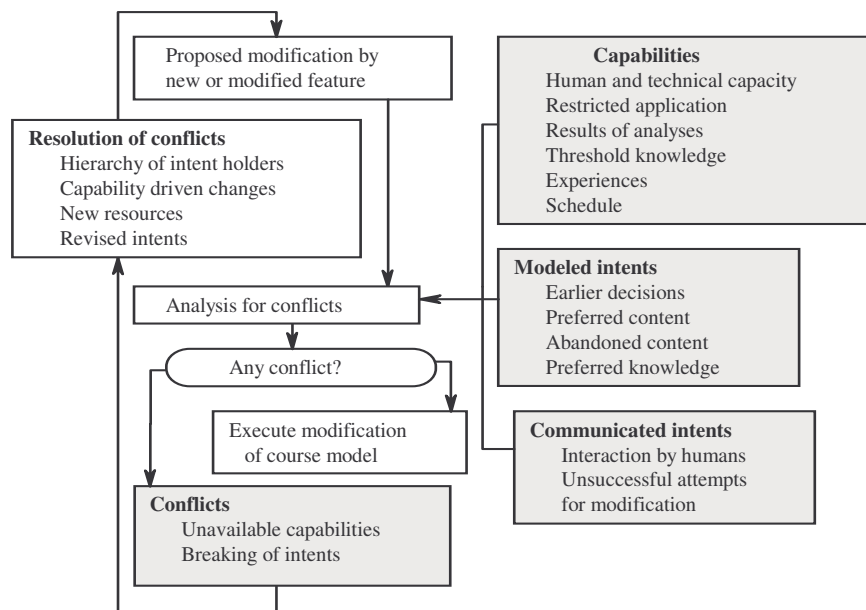 Proposed modification by
new or modified feature
Resolution of conflicts
Hierarchy of intent holders
Capability driven changes
New resources
Revised intents
Analysis for conflicts
Any conflict?
Execute modification
of course model
Conflicts
Unavailable capabilities
Breaking of intents
Capabilities
Human and technical capacity
Restricted application
Results of analyses
Threshold knowledge
Experiences
Schedule
Modeled intents
Earlier decisions
Preferred content
Abandoned content
Preferred knowledge
Communicated intents
Interaction by humans
Unsuccessful attempts
for modification